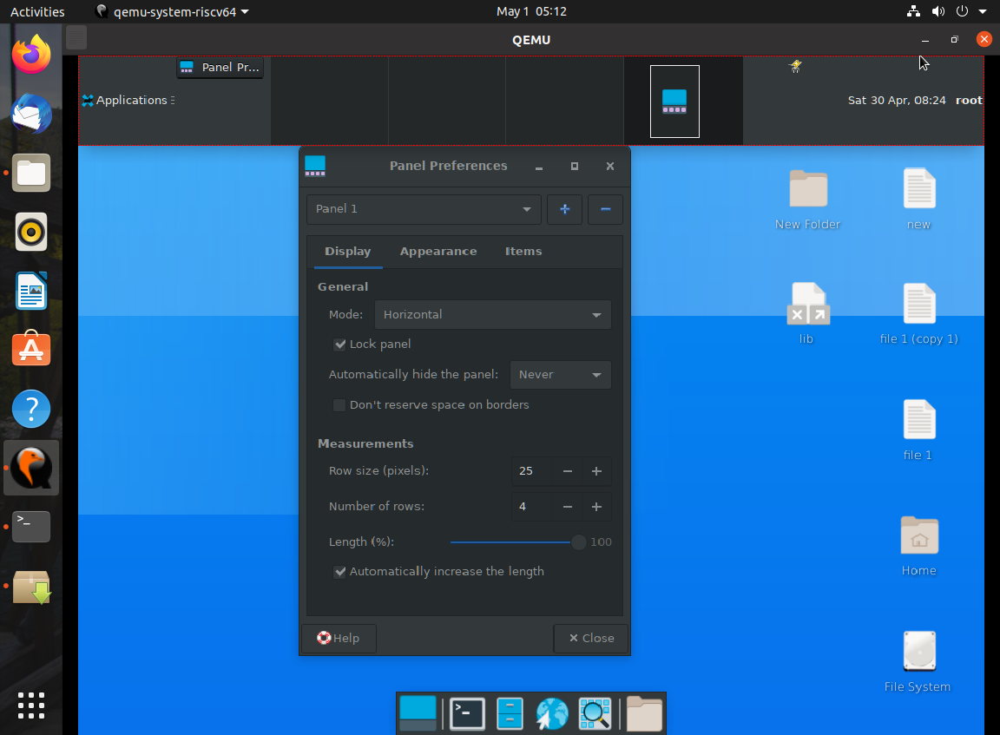 Activities qemu-system-riscv64 May 1 05:12
QEMU
Panel Pr...
Applications Sat 30 Apr, 08:24 root
Panel Preferences
Panel 1
Display Appearance Items
General
Mode: Horizontal
Lock panel
Automatically hide the panel: Never
Don't reserve space on borders
Measurements
Row size (pixels): 25
Number of rows: 4
Length (%): 100
Automatically increase the length
Help Close
New Folder new
lib file 1 (copy 1)
file 1
Home
File System